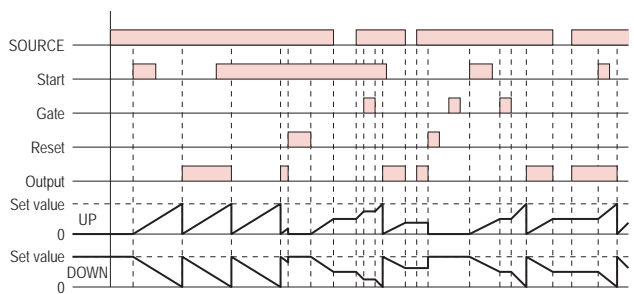 SOURCE
Start
Gate
Reset
Output
Set value
UP
0
Set value
DOWN
0